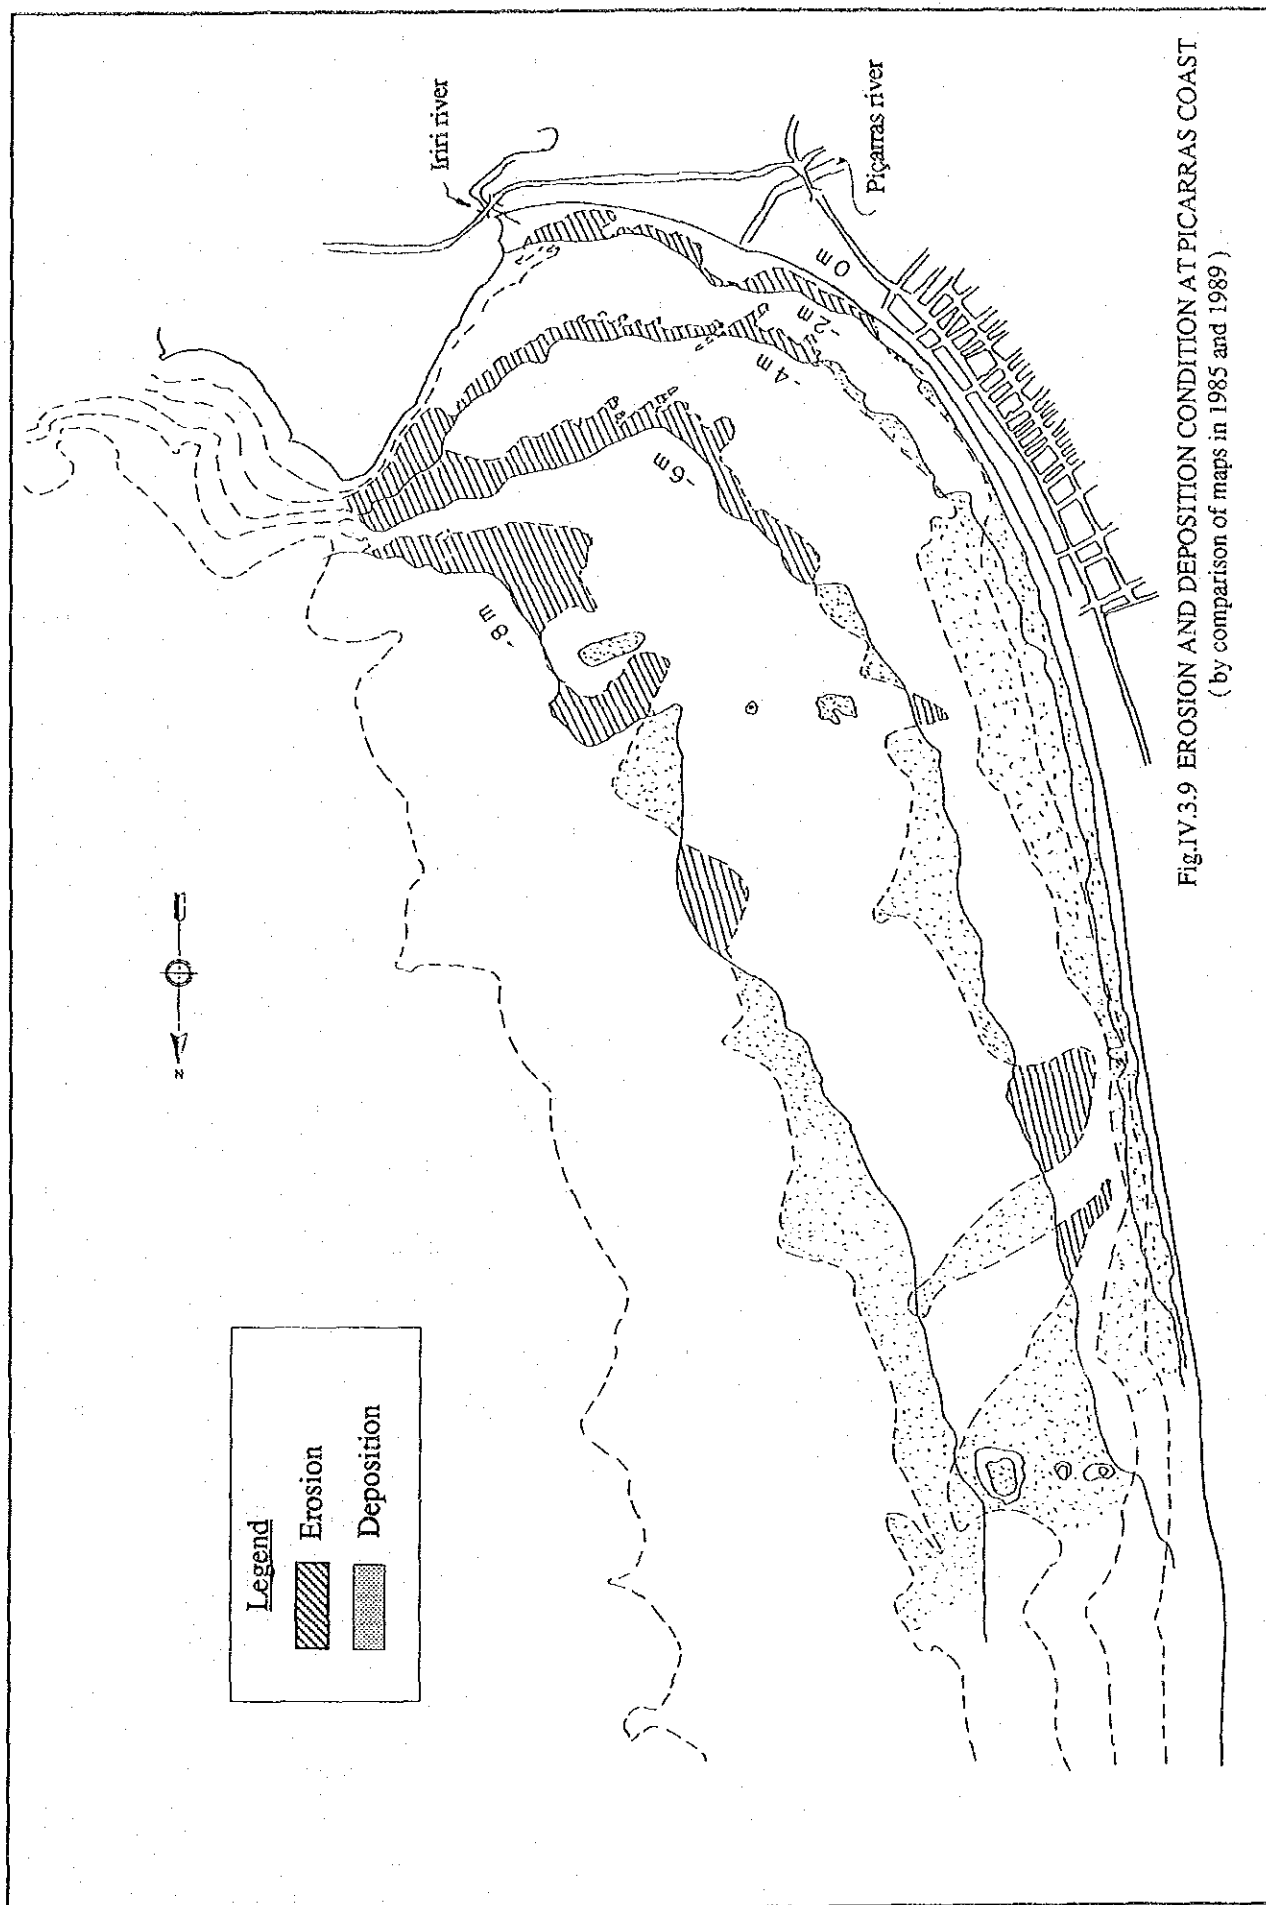 Legend
Erosion
Deposition
N
Iriri river
Piçarras river
0 m
-2 m
-4 m
-6 m
-8 m
Fig.IV.3.9 EROSION AND DEPOSITION CONDITION AT PICARRAS COAST
( by comparison of maps in 1985 and 1989 )